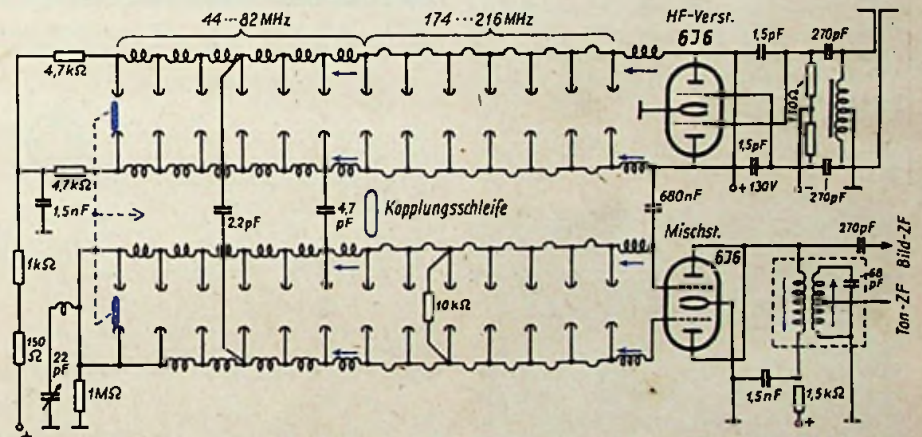 44...82 MHz
174...216 MHz
HF-Verst.
6J6
1,5pF
270pF
4,7kΩ
110Ω
4,7kΩ
1,5pF
+130V
270pF
1,5nF
2,2pF
4,7
pF
Kopplungsschleife
680nF
Mischst.
6J6
270pF
Bild-ZF
1kΩ
10kΩ
68
pF
Ton-ZF
150
Ω
22
pF
1MΩ
1,5nF
1,5kΩ
+
+